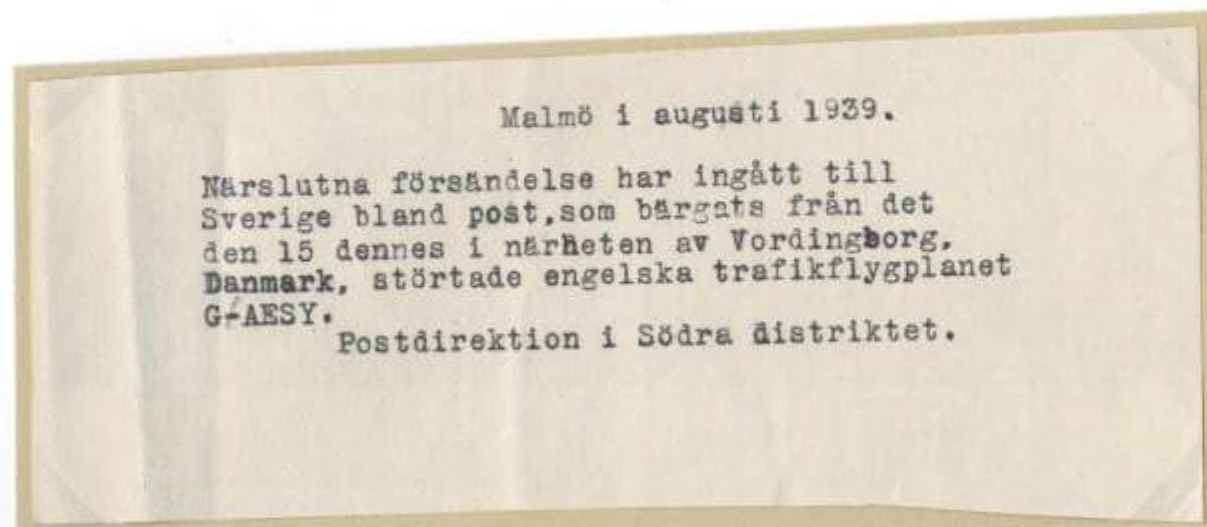 Malmö i augusti 1939.
Närslutna försändelse har ingått till
Sverige bland post,som bärgats från det
den 15 dennes i närheten av Vordingborg,
Danmark, störtade engelska trafikflygplanet
G-AESY.
Postdirektion i Södra distriktet.